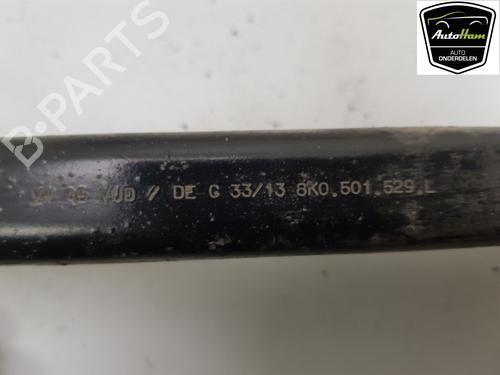 AutoHam
AUTO
ONDERDELEN
B-PARTS
// DE G 33/13 8K0.501.529.L